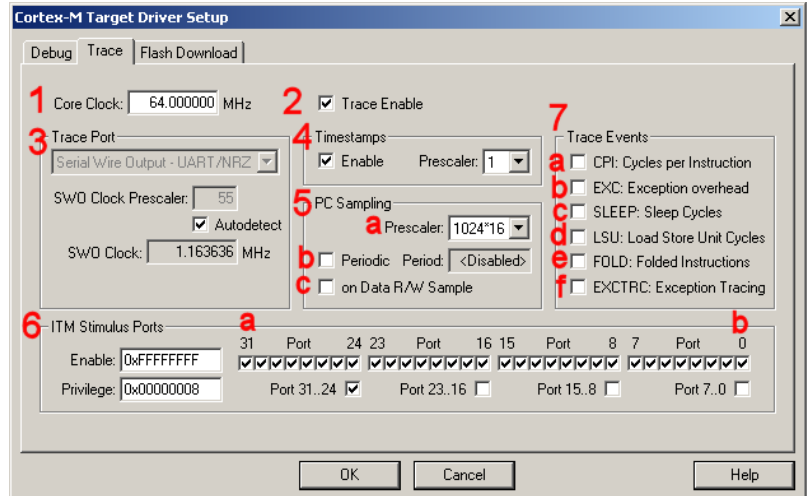 Cortex-M Target Driver Setup
Debug Trace Flash Download
1 Core Clock: 64.000000 MHz 2 Trace Enable
7
3 Trace Port
Serial Wire Output - UART/NRZ
SWO Clock Prescaler: 55
Autodetect
SWO Clock: 1.163636 MHz
4 Timestamps
Enable Prescaler: 1
5 PC Sampling
a Prescaler: 1024*16
b Periodic Period: <Disabled>
c on Data R/W Sample
Trace Events
a CPI: Cycles per Instruction
b EXC: Exception overhead
c SLEEP: Sleep Cycles
d LSU: Load Store Unit Cycles
e FOLD: Folded Instructions
f EXCTRC: Exception Tracing
6 ITM Stimulus Ports
a b
31 Port 24 23 Port 16 15 Port 8 7 Port 0
Enable: 0xFFFFFFFF
Privilege: 0x00000008 Port 31..24 Port 23..16 Port 15..8 Port 7..0
OK Cancel Help